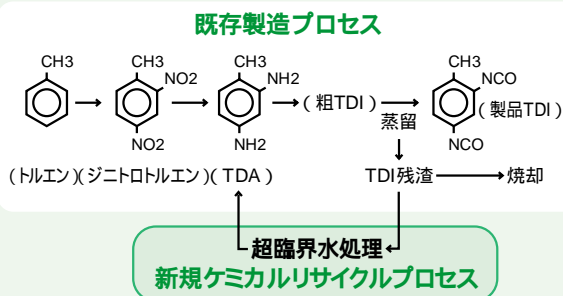 既存製造プロセス
CH3
CH3
NO2
NO2
CH3
NH2
NH2
(粗TDI)
蒸留
CH3
NCO
NCO
(製品TDI)
(トルエン)(ジニトロトルエン)(TDA)
TDI残渣
焼却
超臨界水処理
新規ケミカルリサイクルプロセス